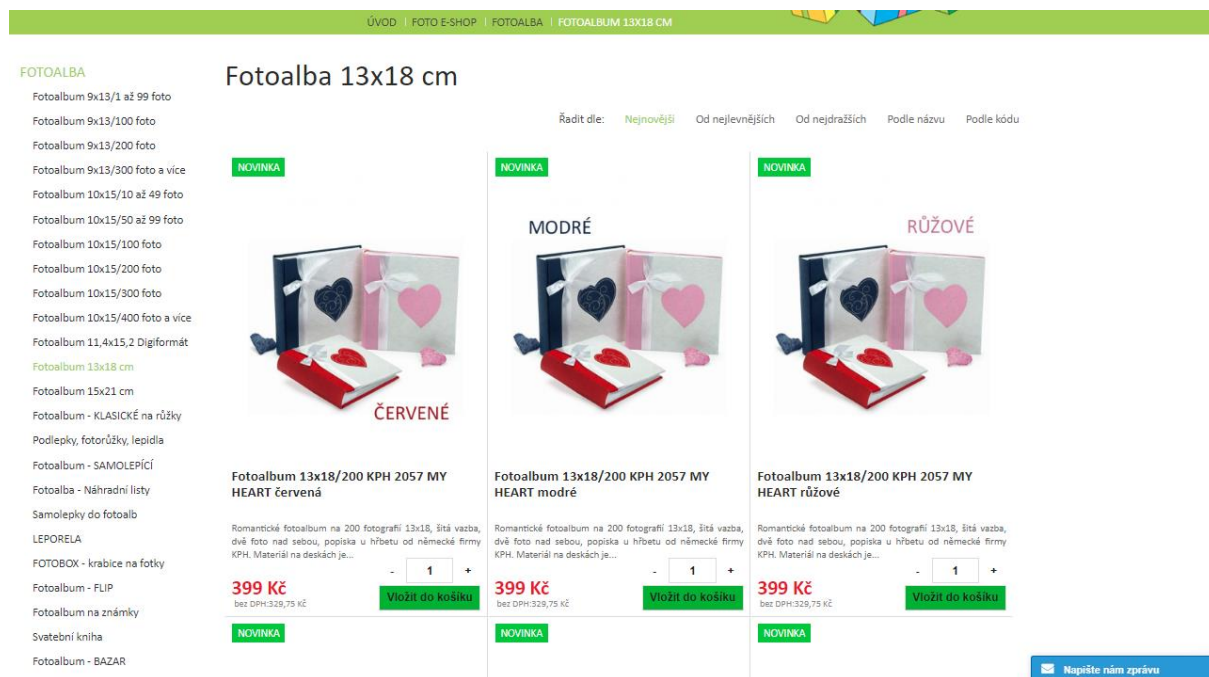 ÚVOD | FOTO E-SHOP | FOTOALBA | FOTOALBUM 13X18 CM
FOTOALBA
Fotoalbum 9x13/1 až 99 foto
Fotoalbum 9x13/100 foto
Fotoalbum 9x13/200 foto
Fotoalbum 9x13/300 foto a více
Fotoalbum 10x15/10 až 49 foto
Fotoalbum 10x15/50 až 99 foto
Fotoalbum 10x15/100 foto
Fotoalbum 10x15/200 foto
Fotoalbum 10x15/300 foto
Fotoalbum 10x15/400 foto a více
Fotoalbum 11,4x15,2 Digiformát
Fotoalbum 13x18 cm
Fotoalbum 15x21 cm
Fotoalbum - KLASICKÉ na růžky
Podlepky, fotorůžky, lepidla
Fotoalbum - SAMOLEPÍCÍ
Fotoalba - Náhradní listy
Samolepky do fotoalb
LEPORELA
FOTOBOX - krabice na fotky
Fotoalbum - FLIP
Fotoalbum na známky
Svatební kniha
Fotoalbum - BAZAR
Fotoalba 13x18 cm
Řadit dle: Nejnovější Od nejlevnějších Od nejdražších Podle názvu Podle kódu
NOVINKA
ČERVENÉ
Fotoalbum 13x18/200 KPH 2057 MY
HEART červená
Romantické fotoalbum na 200 fotografií 13x18, šitá vazba,
dvě foto nad sebou, popiska u hřbetu od německé firmy
KPH. Materiál na deskách je...
- 1 +
399 Kč
bez DPH:329,75 Kč
Vložit do košíku
NOVINKA
MODRÉ
Fotoalbum 13x18/200 KPH 2057 MY
HEART modré
Romantické fotoalbum na 200 fotografií 13x18, šitá vazba,
dvě foto nad sebou, popiska u hřbetu od německé firmy
KPH. Materiál na deskách je...
- 1 +
399 Kč
bez DPH:329,75 Kč
Vložit do košíku
NOVINKA
RŮŽOVÉ
Fotoalbum 13x18/200 KPH 2057 MY
HEART růžové
Romantické fotoalbum na 200 fotografií 13x18, šitá vazba,
dvě foto nad sebou, popiska u hřbetu od německé firmy
KPH. Materiál na deskách je...
- 1 +
399 Kč
bez DPH:329,75 Kč
Vložit do košíku
NOVINKA
NOVINKA
NOVINKA
Napište nám zprávu